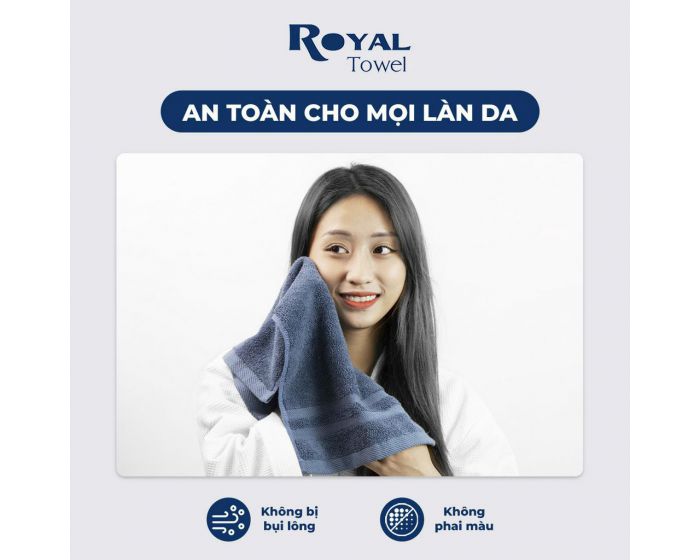 ROYAL
Towel
AN TOÀN CHO MỌI LÀN DA
Không bị
bụi lông
Không
phai màu